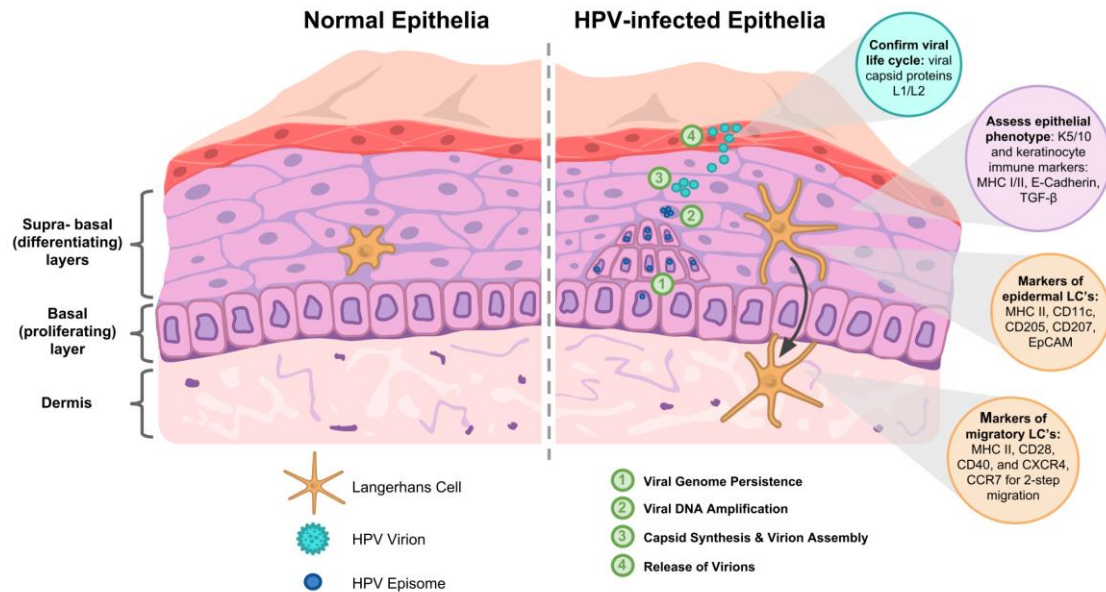 Normal Epithelia
HPV-infected Epithelia
Confirm viral
life cycle: viral
capsid proteins
L1/L2
Assess epithelial
phenotype: K5/10
and keratinocyte
immune markers:
MHC I/II, E-Cadherin,
TGF-β
Supra- basal
(differentiating)
layers
Basal
(proliferating)
layer
Dermis
4
3
2
1
Markers of
epidermal LC's:
MHC II, CD11c,
CD205, CD207,
EpCAM
Markers of
migratory LC's:
MHC II, CD28,
CD40, and CXCR4,
CCR7 for 2-step
migration
Langerhans Cell
HPV Virion
HPV Episome
1 Viral Genome Persistence
2 Viral DNA Amplification
3 Capsid Synthesis & Virion Assembly
4 Release of Virions